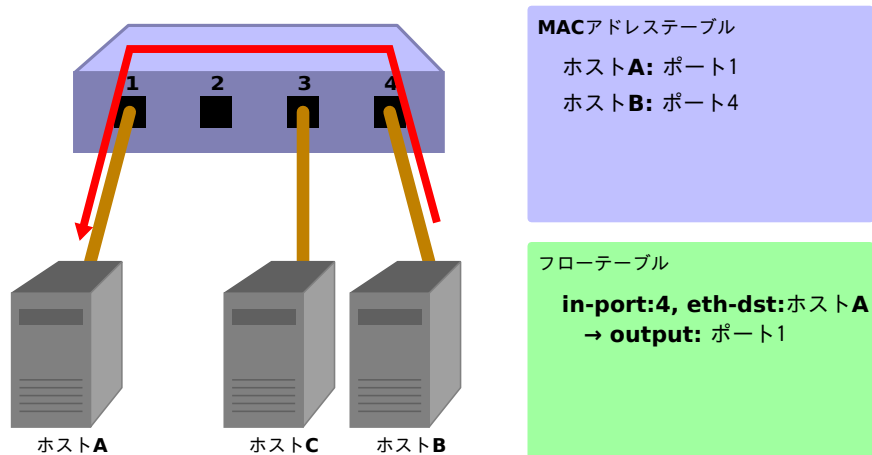 1 2 3 4
ホストA
ホストC
ホストB
MACアドレステーブル
ホストA: ポート1
ホストB: ポート4
フローテーブル
in-port:4, eth-dst:ホストA
→ output: ポート1